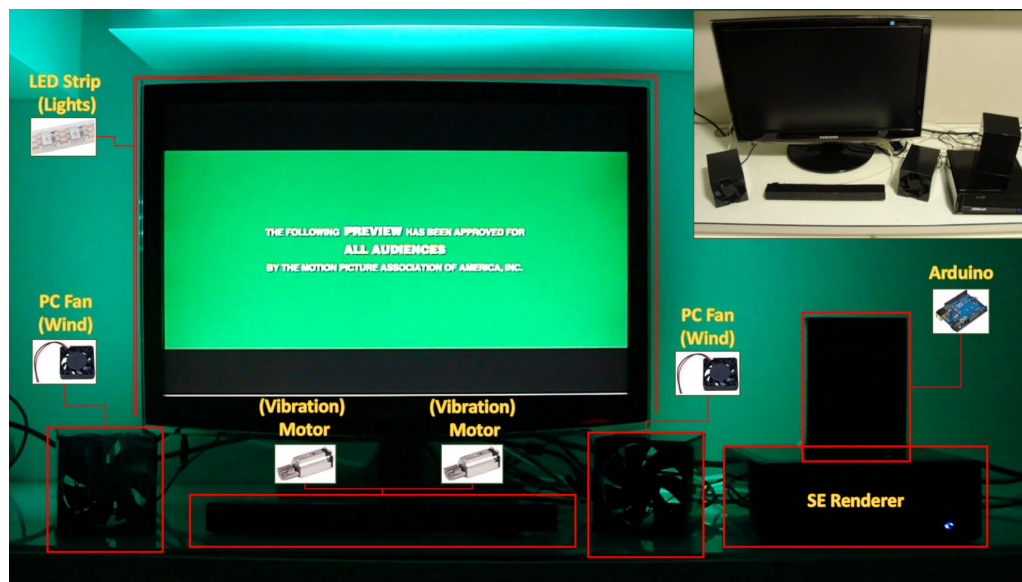 LED Strip
(Lights)
THE FOLLOWING PREVIEW HAS BEEN APPROVED FOR
ALL AUDIENCES
BY THE MOTION PICTURE ASSOCIATION OF AMERICA, INC.
SAMSUNG
Arduino
PC Fan
(Wind)
PC Fan
(Wind)
(Vibration)
Motor
(Vibration)
Motor
SE Renderer